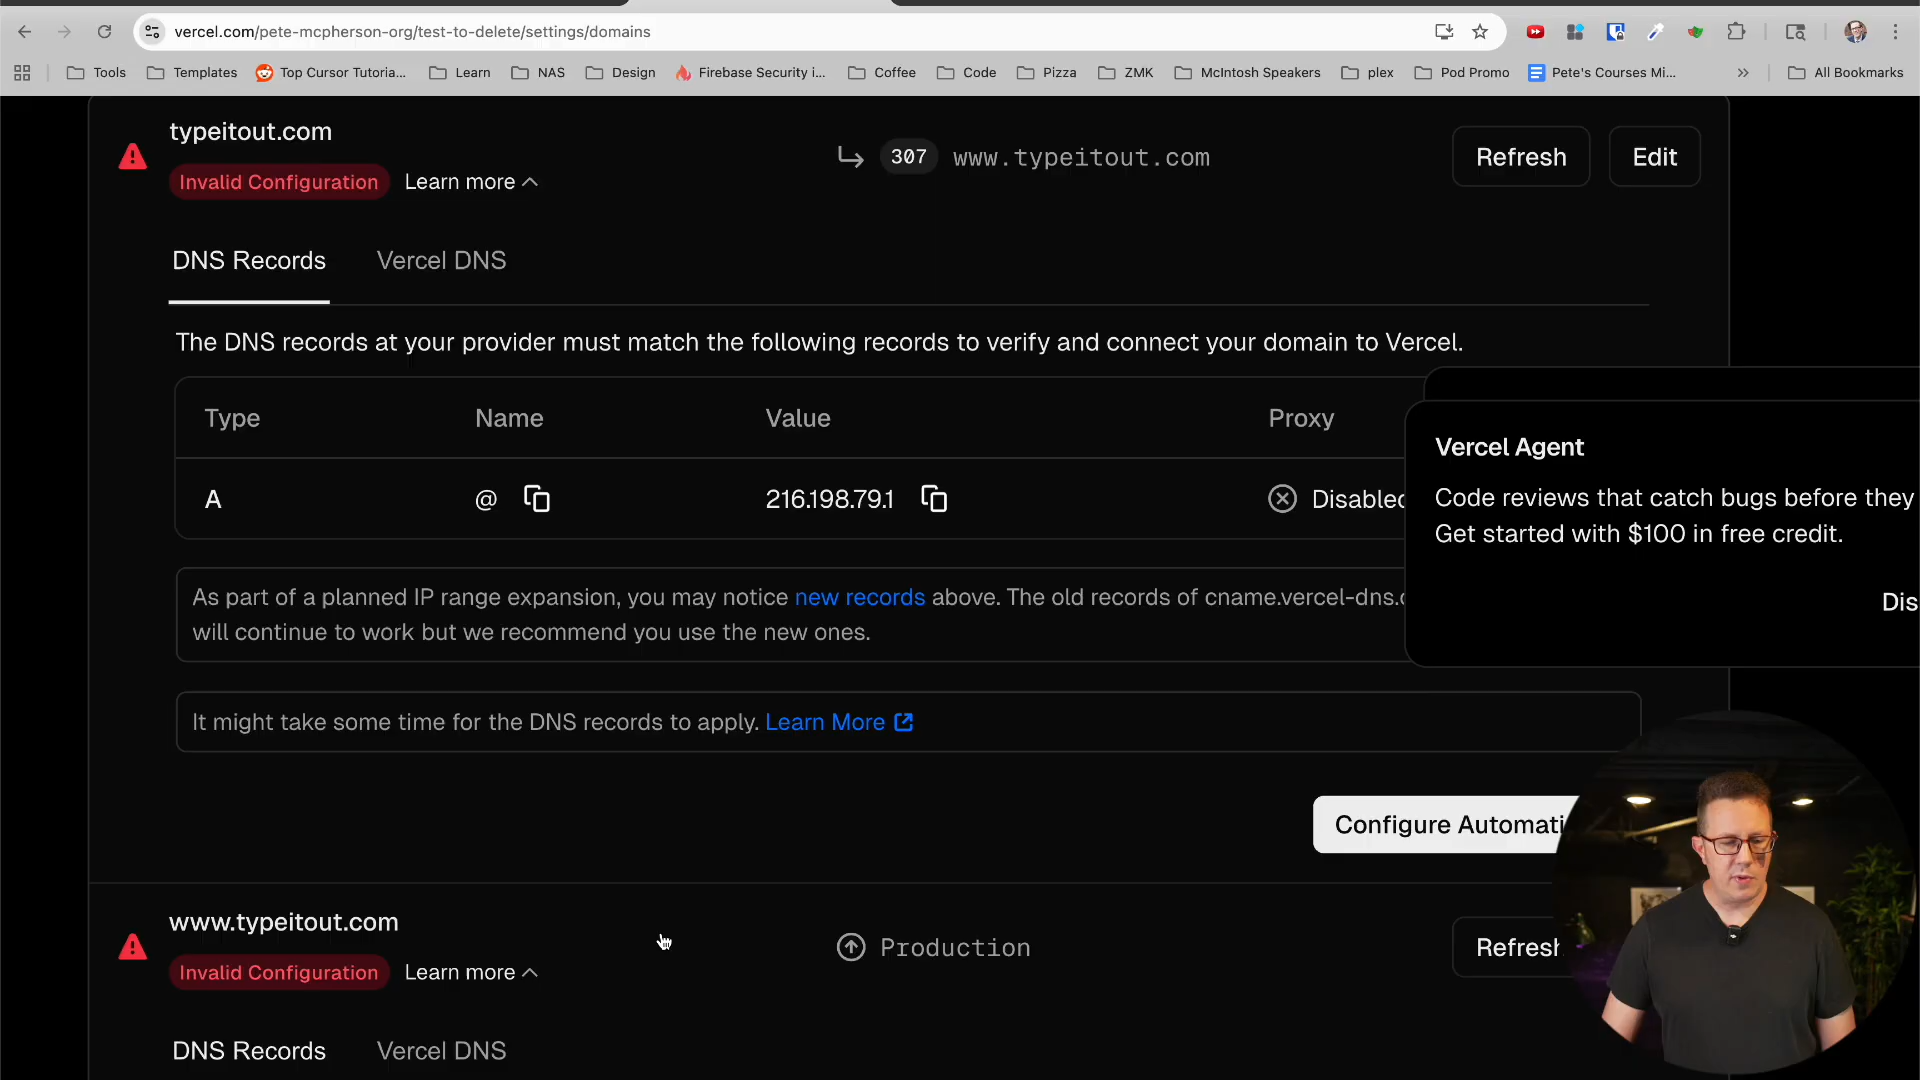 vercel.com/pete-mcpherson-org/test-to-delete/settings/domains
Tools Templates Top Cursor Tutoria... Learn NAS Design Firebase Security i... Coffee Code Pizza ZMK McIntosh Speakers plex Pod Promo Pete's Courses Mi... » All Bookmarks
typeitout.com
307 www.typeitout.com Refresh Edit
Invalid Configuration Learn more
DNS Records Vercel DNS
The DNS records at your provider must match the following records to verify and connect your domain to Vercel.
Type Name Value Proxy
A @ 216.198.79.1 Disabled
Vercel Agent
Code reviews that catch bugs before they
Get started with $100 in free credit.
Dis
As part of a planned IP range expansion, you may notice new records above. The old records of cname.vercel-dns.c
will continue to work but we recommend you use the new ones.
It might take some time for the DNS records to apply. Learn More
Configure Automati
www.typeitout.com
Production Refresh
Invalid Configuration Learn more
DNS Records Vercel DNS